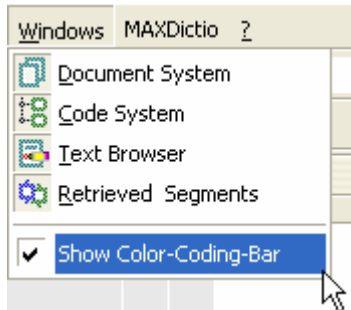 Windows MAXDictio ?
Document System
Code System
Text Browser
Retrieved Segments
Show Color-Coding-Bar